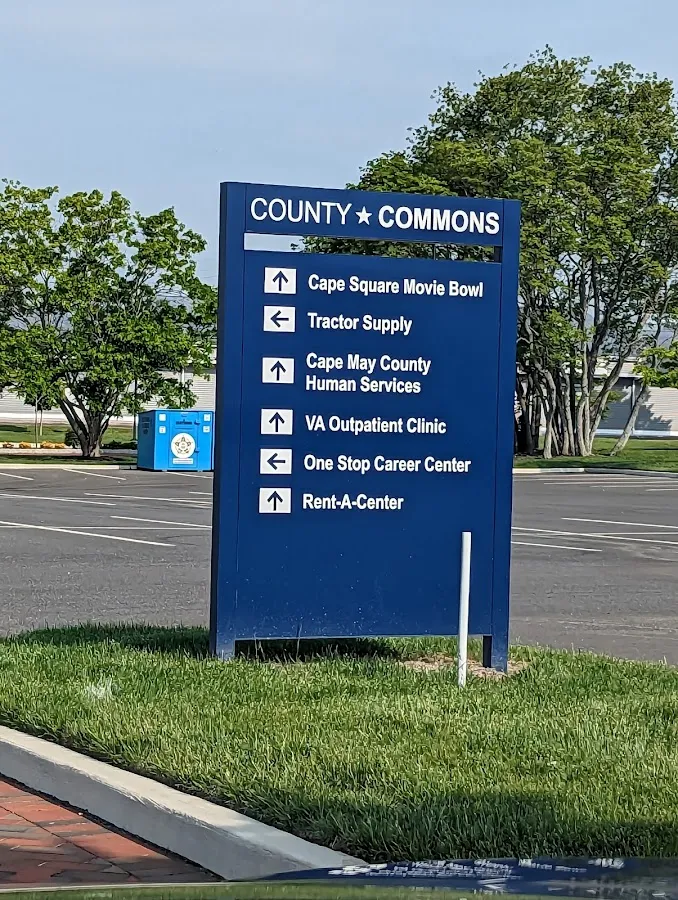 COUNTY ★ COMMONS
↑ Cape Square Movie Bowl
← Tractor Supply
↑ Cape May County
Human Services
↑ VA Outpatient Clinic
← One Stop Career Center
↑ Rent-A-Center